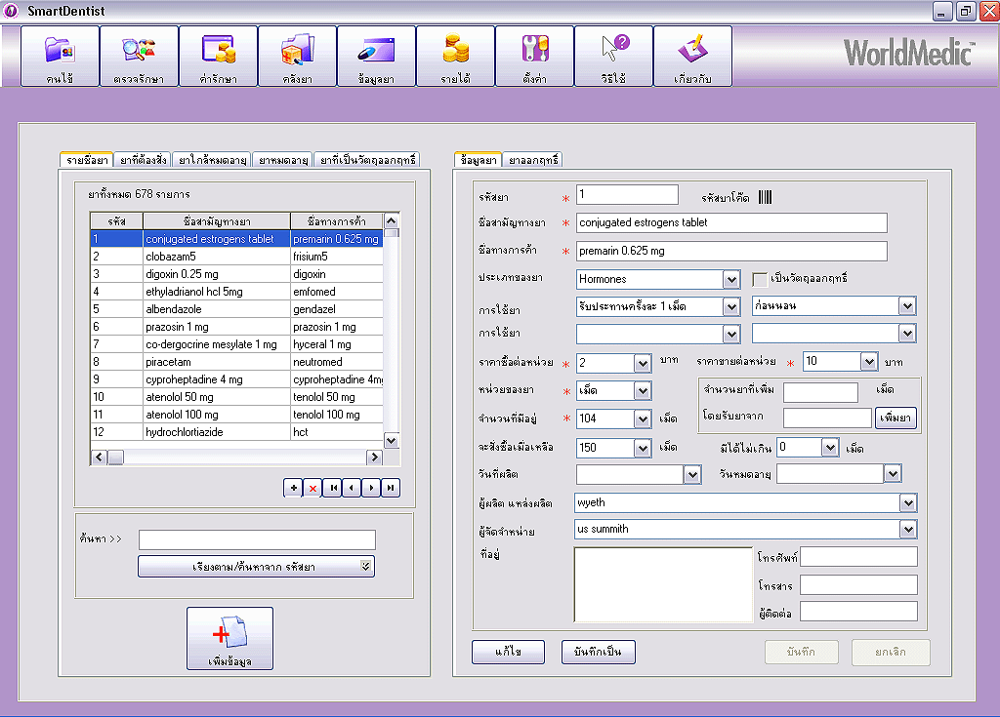 SmartDentist
คนไข้ ตรวจรักษา ค่ารักษา คลังยา ข้อมูลยา รายได้ ตั้งค่า วิธีใช้ เกี่ยวกับ
WorldMedic™
รายชื่อยา ยาที่ต้องสั่ง ยาใกล้หมดอายุ ยาหมดอายุ ยาที่เป็นวัตถุออกฤทธิ์
ยาทั้งหมด 678 รายการ
รหัส ชื่อสามัญทางยา ชื่อทางการค้า
1 conjugated estrogens tablet premarin 0.625 mg
2 clobazam5 frisium5
3 digoxin 0.25 mg digoxin
4 ethyladrianol hcl 5mg emfomed
5 albendazole gendazel
6 prazosin 1 mg prazosin 1 mg
7 co-dergocrine mesylate 1 mg hyceral 1 mg
8 piracetam neutromed
9 cyproheptadine 4 mg cyproheptadine 4m
10 atenolol 50 mg tenolol 50 mg
11 atenolol 100 mg tenolol 100 mg
12 hydrochlortiazide hct
ค้นหา >>
เรียงตาม/ค้นหาจาก รหัสยา
เพิ่มข้อมูล
ข้อมูลยา ยาออกฤทธิ์
รหัสยา * 1 รหัสบาโค๊ด
ชื่อสามัญทางยา * conjugated estrogens tablet
ชื่อทางการค้า * premarin 0.625 mg
ประเภทของยา Hormones เป็นวัตถุออกฤทธิ์
การใช้ยา รับประทานครั้งละ 1 เม็ด ก่อนนอน
การใช้ยา
ราคาซื้อต่อหน่วย * 2 บาท ราคาขายต่อหน่วย * 10 บาท
หน่วยของยา * เม็ด จำนวนยาที่เพิ่ม เม็ด
จำนวนที่มีอยู่ * 104 เม็ด โดยรับยาจาก เพิ่มยา
จะสั่งซื้อเมื่อเหลือ 150 เม็ด มีได้ไม่เกิน 0 เม็ด
วันที่ผลิต วันหมดอายุ
ผู้ผลิต แหล่งผลิต wyeth
ผู้จัดจำหน่าย us summith
ที่อยู่ โทรศัพท์
โทรสาร
ผู้ติดต่อ
แก้ไข บันทึกเป็น บันทึก ยกเลิก